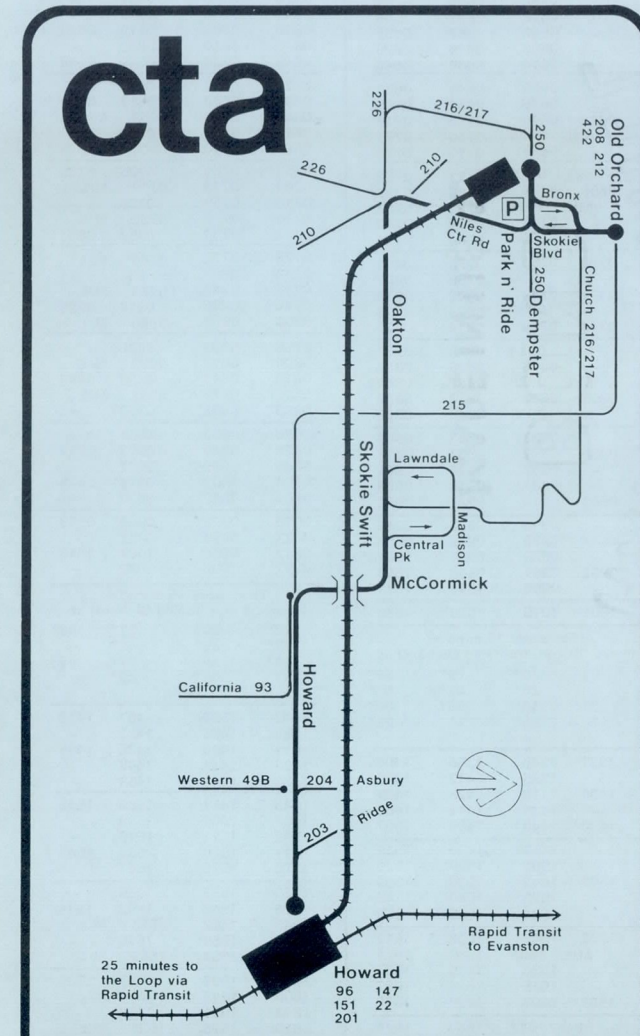 cta
226
216/217
250
Old Orchard
208 212
422
226
210
210
Bronx
P
Niles
Ctr Rd
Park n' Ride
Skokie
Blvd
250
Dempster
Church 216/217
Oakton
215
Skokie Swift
Lawndale
Madison
Central
Pk
McCormick
Howard
California 93
Western 49B
204
Asbury
203
Ridge
Rapid Transit
to Evanston
25 minutes to
the Loop via
Rapid Transit
Howard
96 147
151 22
201